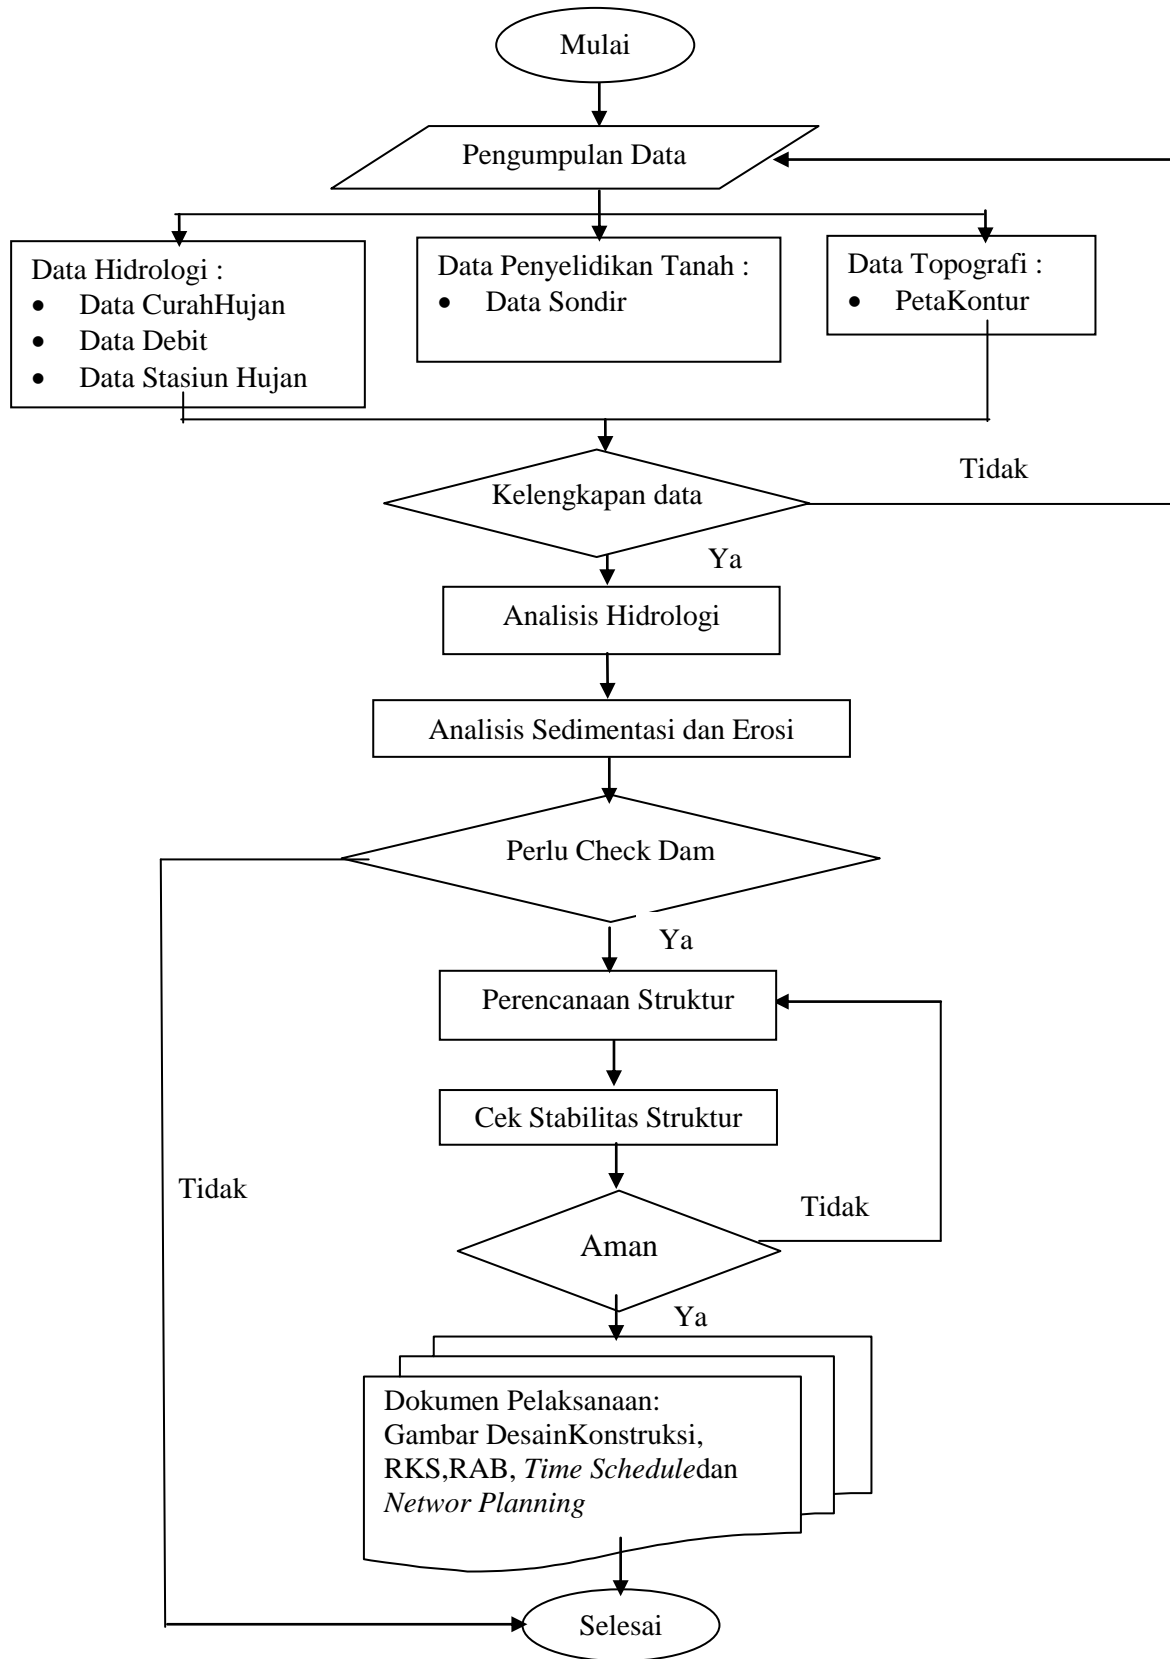 Mulai
Pengumpulan Data
Data Hidrologi :
• Data CurahHujan
• Data Debit
• Data Stasiun Hujan
Data Penyelidikan Tanah :
• Data Sondir
Data Topografi :
• PetaKontur
Kelengkapan data
Tidak
Ya
Analisis Hidrologi
Analisis Sedimentasi dan Erosi
Perlu Check Dam
Ya
Perencanaan Struktur
Cek Stabilitas Struktur
Tidak
Aman
Tidak
Ya
Dokumen Pelaksanaan:
Gambar DesainKonstruksi,
RKS,RAB, Time Scheduledan
Networ Planning
Selesai